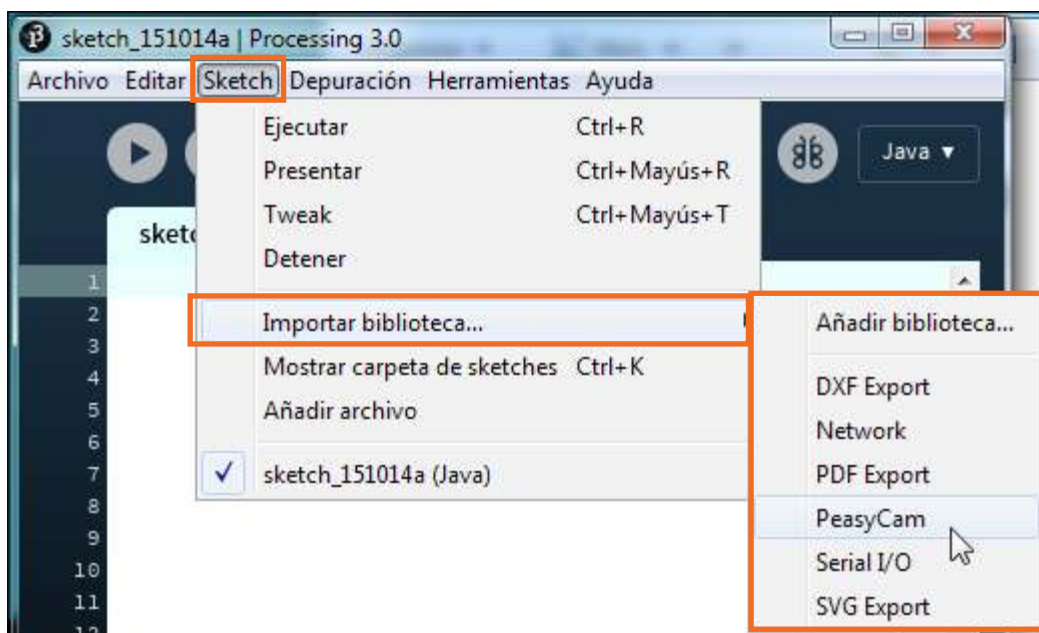 sketch_151014a | Processing 3.0
Archivo Editar Sketch Depuración Herramientas Ayuda
Java ▾
Ejecutar Ctrl+R
Presentar Ctrl+Mayús+R
Tweak Ctrl+Mayús+T
Detener
Importar biblioteca...
Mostrar carpeta de sketches Ctrl+K
Añadir archivo
✓ sketch_151014a (Java)
Añadir biblioteca...
DXF Export
Network
PDF Export
PeasyCam
Serial I/O
SVG Export
1
2
3
4
5
6
7
8
9
10
11